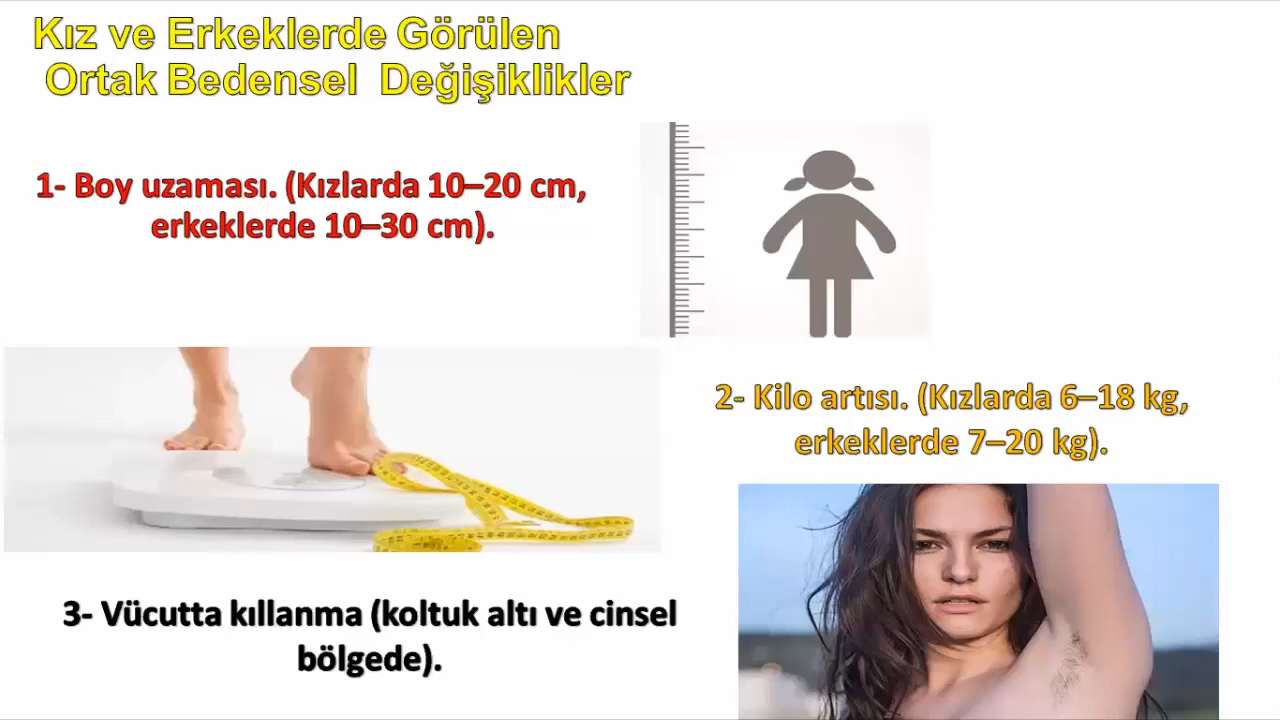 Kız ve Erkeklerde Görülen
Ortak Bedensel Değişiklikler
1- Boy uzaması. (Kızlarda 10–20 cm,
erkeklerde 10–30 cm).
2- Kilo artısı. (Kızlarda 6–18 kg,
erkeklerde 7–20 kg).
3- Vücutta kıllanma (koltuk altı ve cinsel
bölgede).